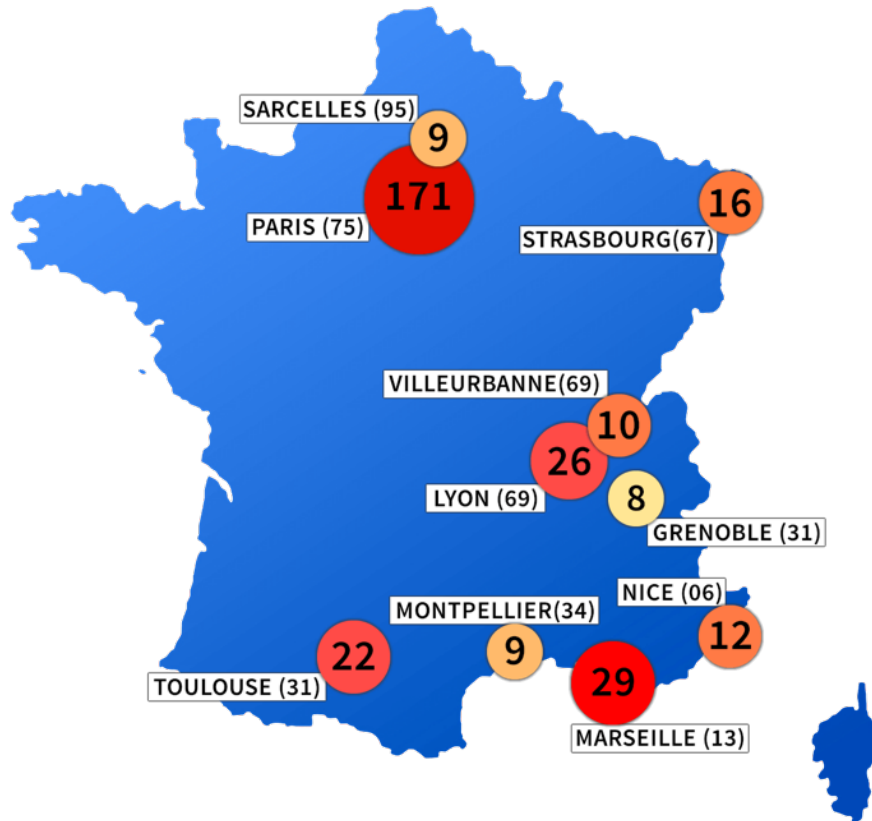 SARCELLES (95)
9
171
PARIS (75)
16
STRASBOURG(67)
VILLEURBANNE(69)
10
26
LYON (69)
8
GRENOBLE (31)
NICE (06)
12
MONTPELLIER(34)
9
22
TOULOUSE (31)
29
MARSEILLE (13)